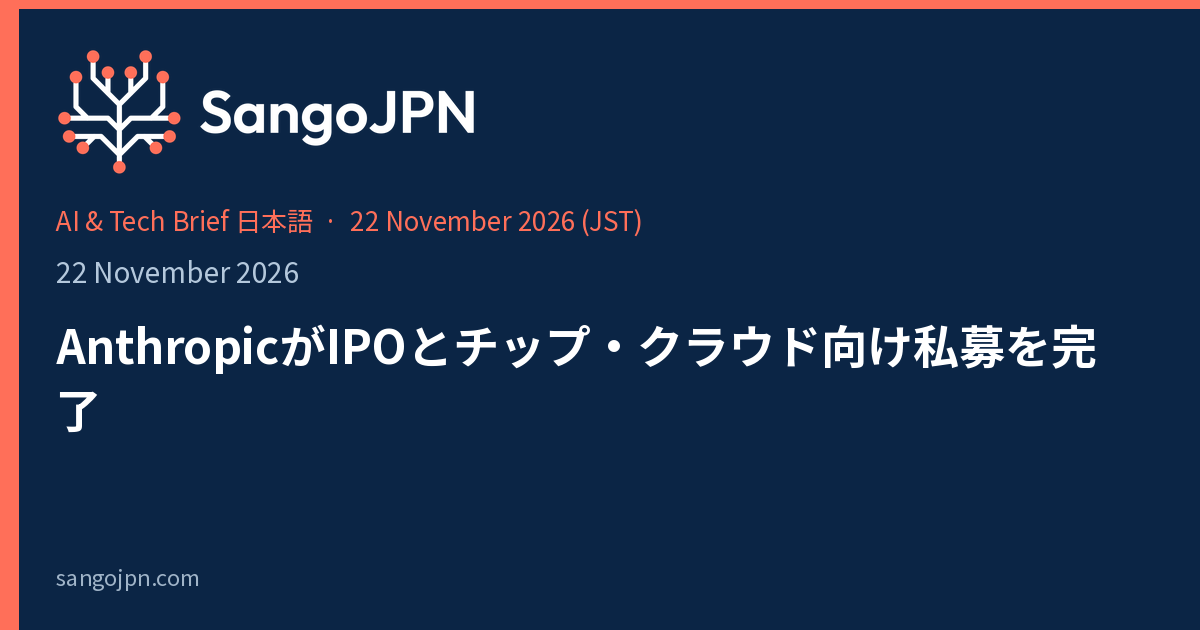 SangoJPN
AI & Tech Brief 日本語 · 22 November 2026 (JST)
22 November 2026
AnthropicがIPOとチップ・クラウド向け私募を完
了
sangojpn.com